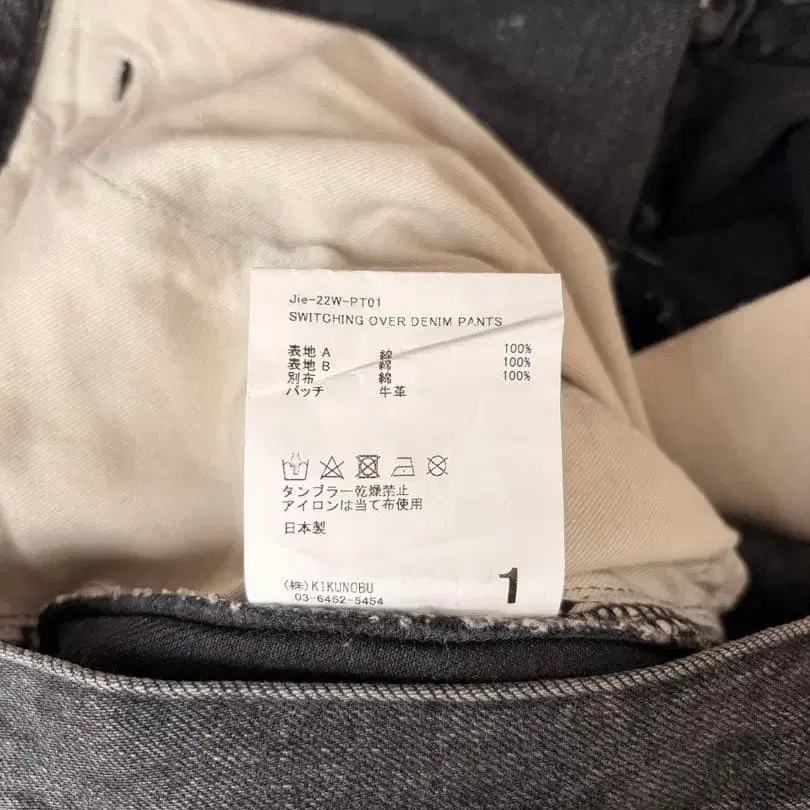 Jie-22W-PT01
SWITCHING OVER DENIM PANTS
表地 A 綿 100%
表地 B 綿 100%
別布 綿 100%
パッチ 牛革
タンブラー乾燥禁止
アイロンは当て布使用
日本製
(株) KIKUNOBU
03-6452-5454
1